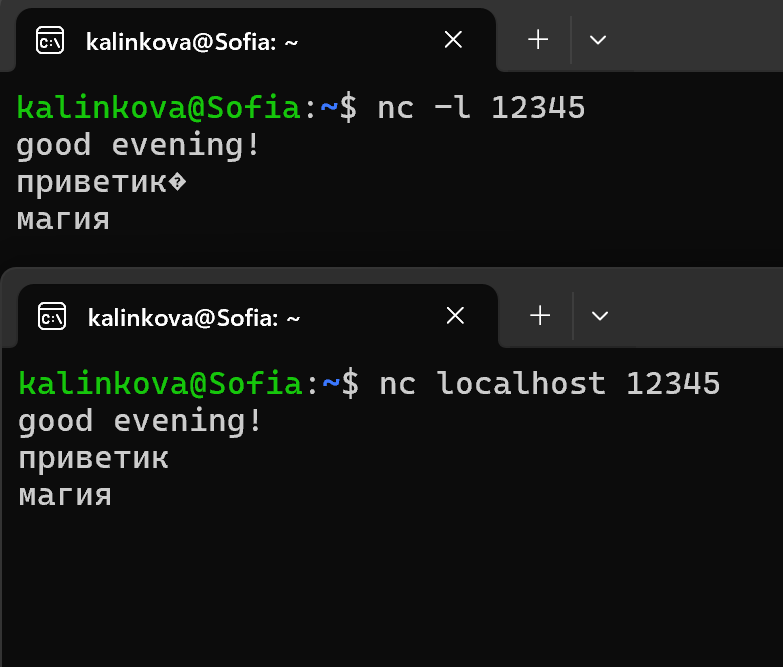 kalinkova@Sofia: ~
kalinkova@Sofia:~$ nc -l 12345
good evening!
приветик�
магия
kalinkova@Sofia: ~
kalinkova@Sofia:~$ nc localhost 12345
good evening!
приветик
магия